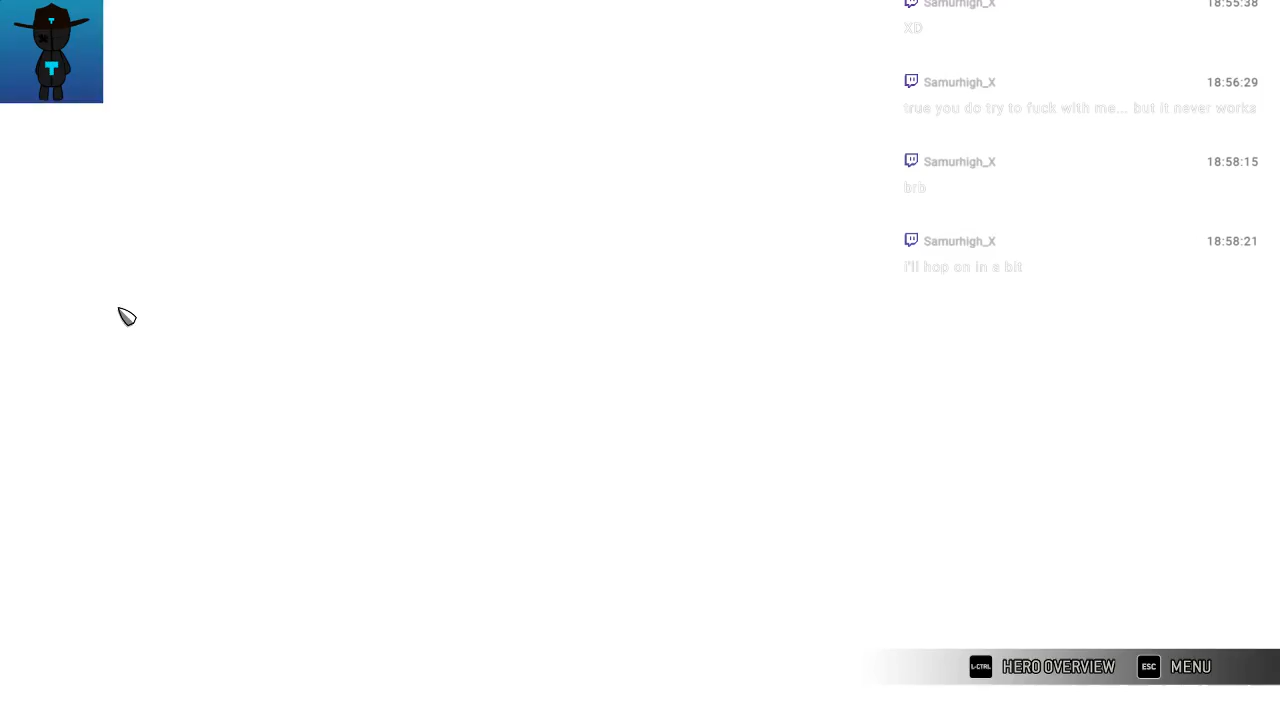 T
T
Samurhigh_X 18:55:38
XD
Samurhigh_X 18:56:29
true you do try to fuck with me... but it never works
Samurhigh_X 18:58:15
brb
Samurhigh_X 18:58:21
i'll hop on in a bit
L-CTRL HERO OVERVIEW ESC MENU